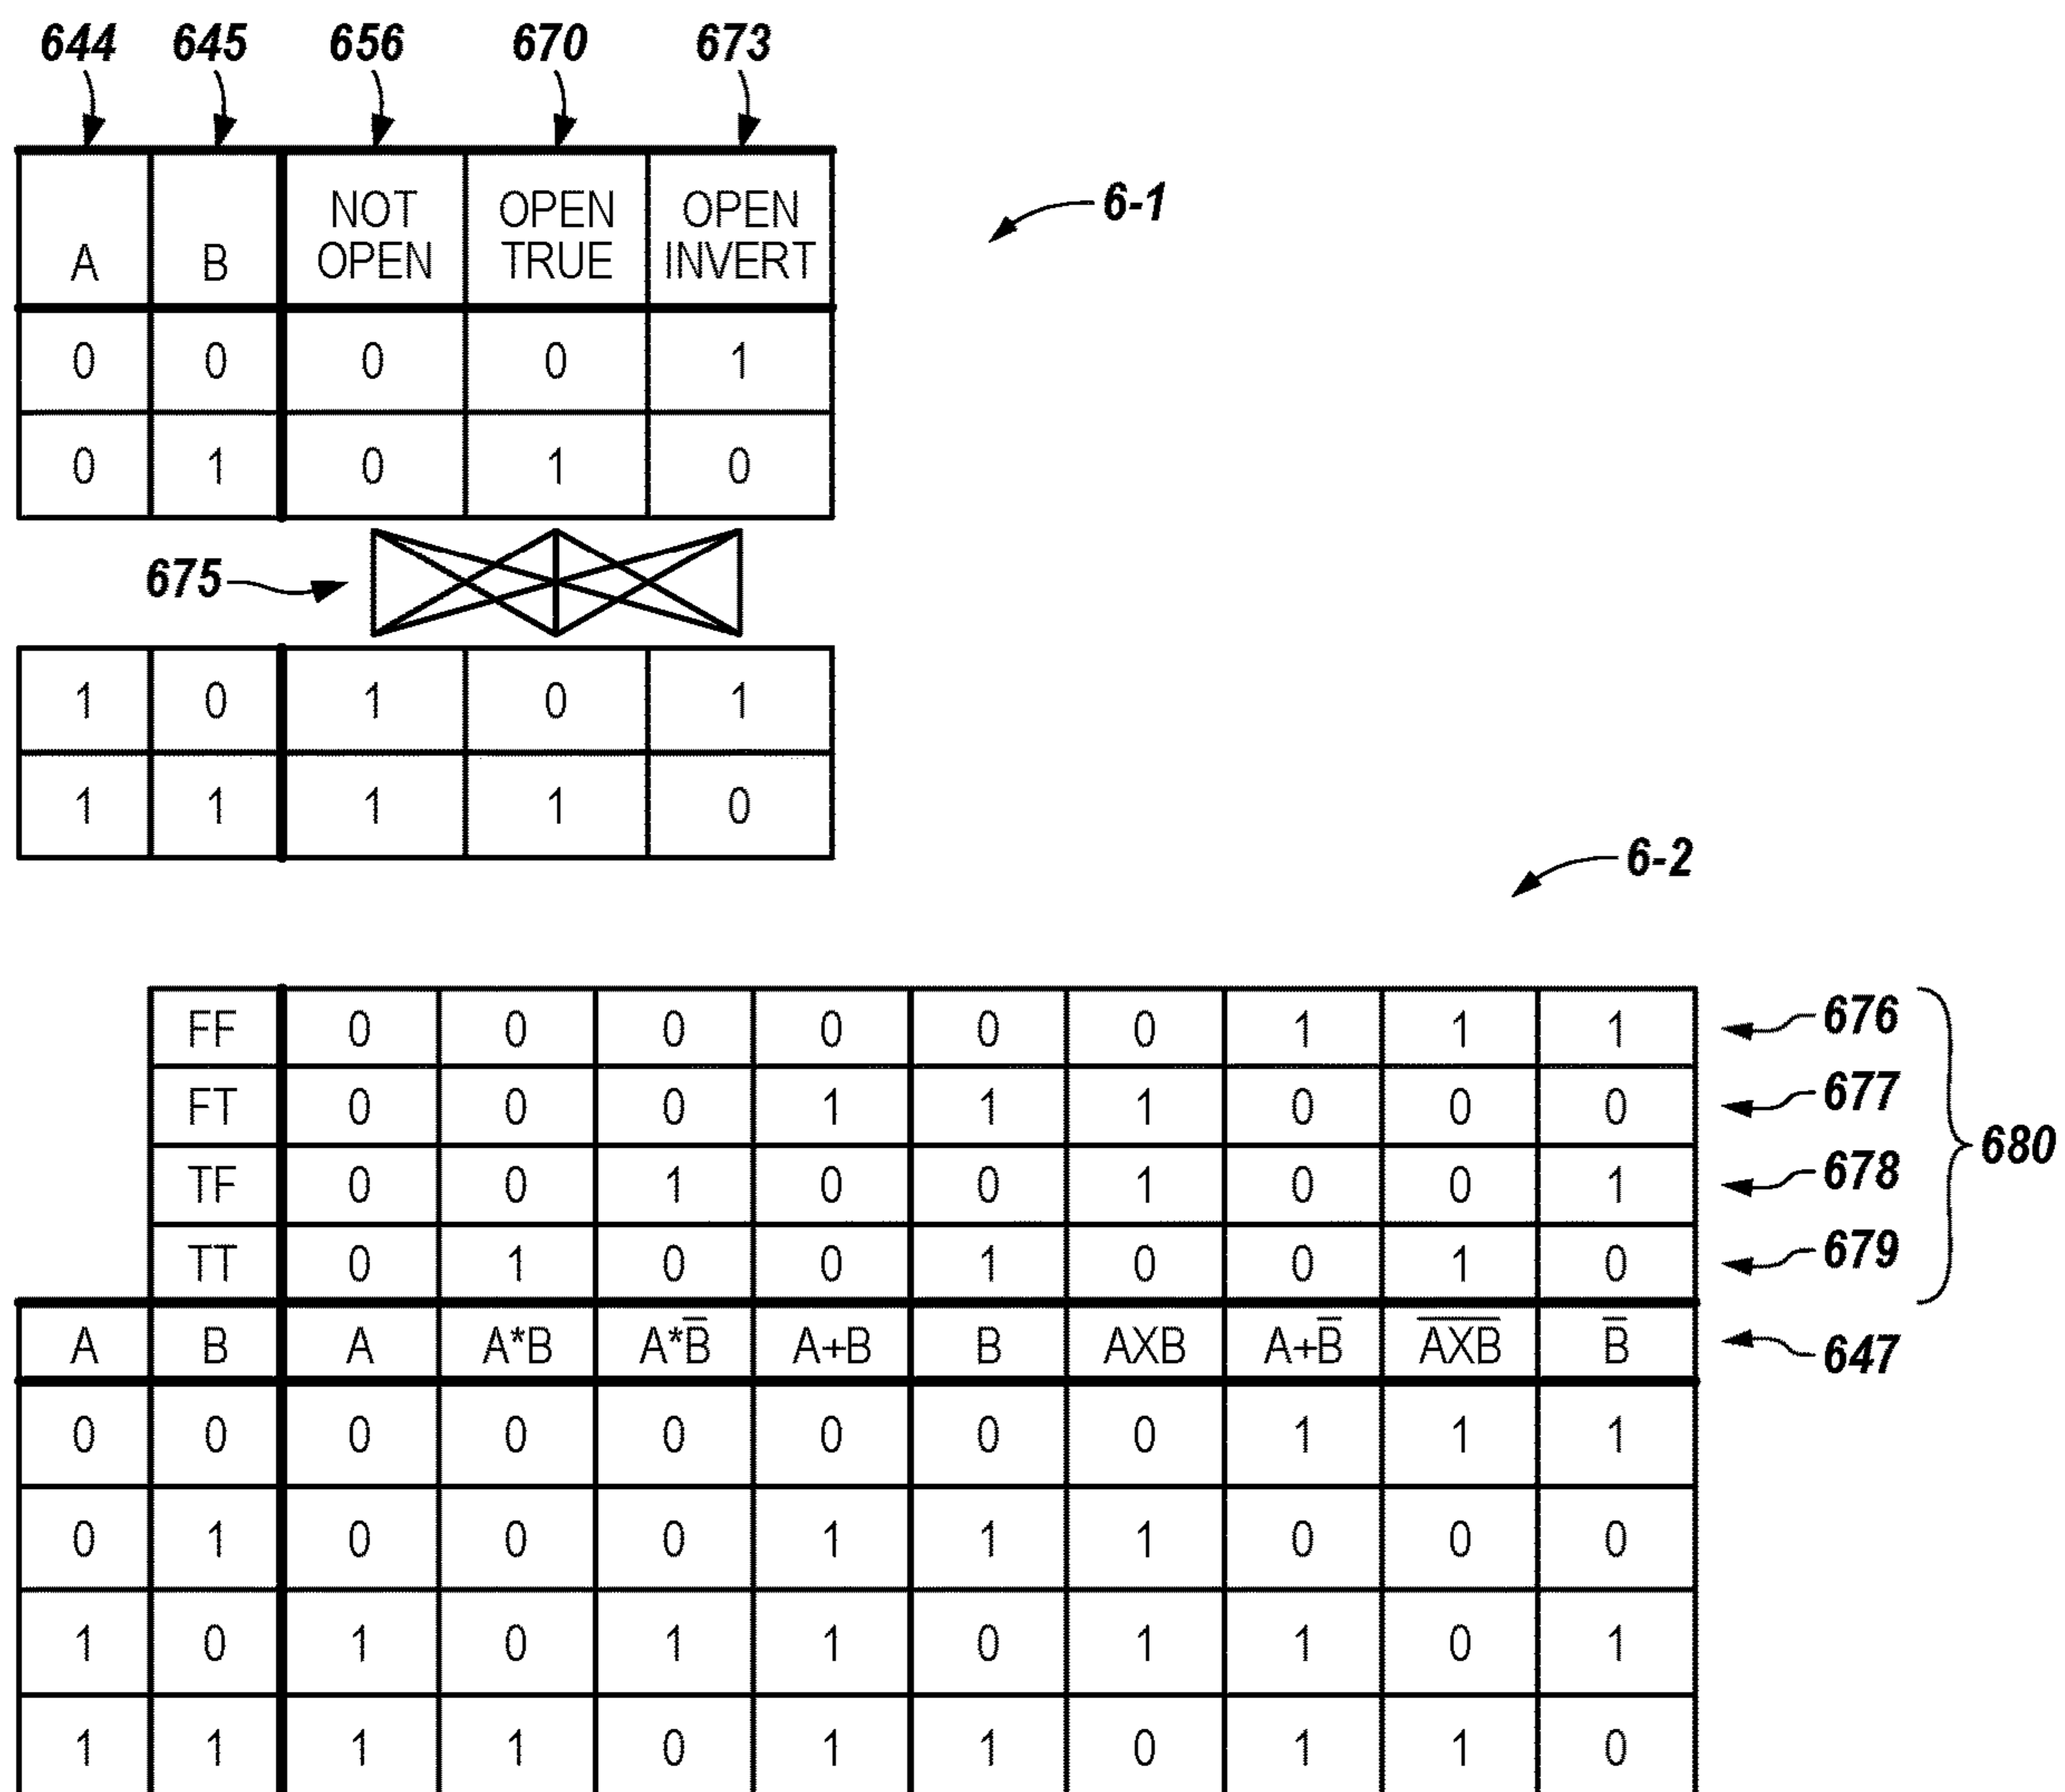 644 645 656 670 673
A B NOT OPEN OPEN TRUE OPEN INVERT
6-1
0 0 0 0 1
0 1 0 1 0
675
1 0 1 0 1
1 1 1 1 0
6-2
FF 0 0 0 0 0 0 1 1 1 676
FT 0 0 0 1 1 1 0 0 0 677
TF 0 0 1 0 0 1 0 0 1 678
TT 0 1 0 0 1 0 0 1 0 679
680
A B A A*B A*B̅ A+B B AXB A+B̅ A̅X̅B̅ B̅ 647
0 0 0 0 0 0 0 0 1 1 1
0 1 0 0 0 1 1 1 0 0 0
1 0 1 0 1 1 0 1 1 0 1
1 1 1 1 0 1 1 0 1 1 0